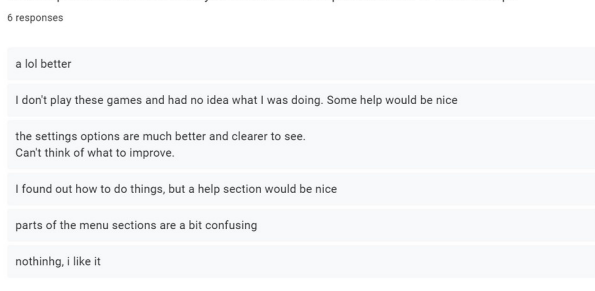 6 responses
a lol better
I don't play these games and had no idea what I was doing. Some help would be nice
the settings options are much better and clearer to see.
Can't think of what to improve.
I found out how to do things, but a help section would be nice
parts of the menu sections are a bit confusing
nothinhg, i like it